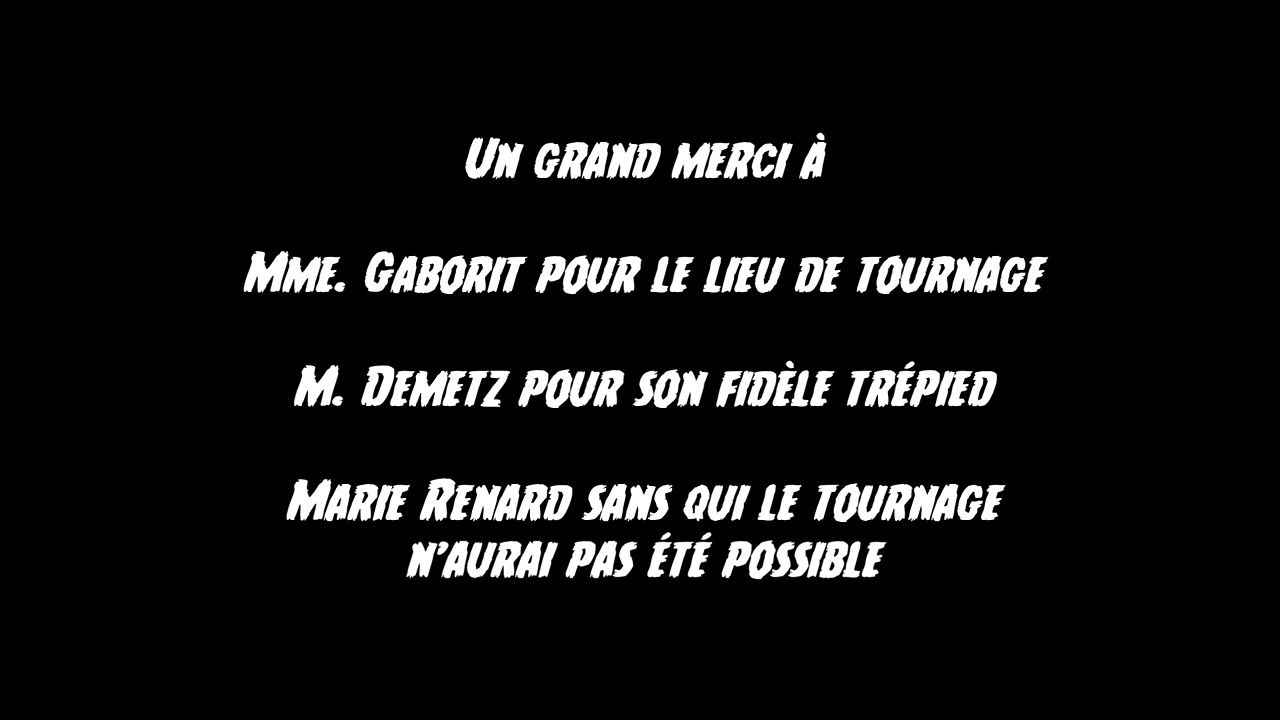 Un grand merci à
Mme. Gaborit pour le lieu de tournage
M. Demetz pour son fidèle trépied
Marie Renard sans qui le tournage
n'aurai pas été possible